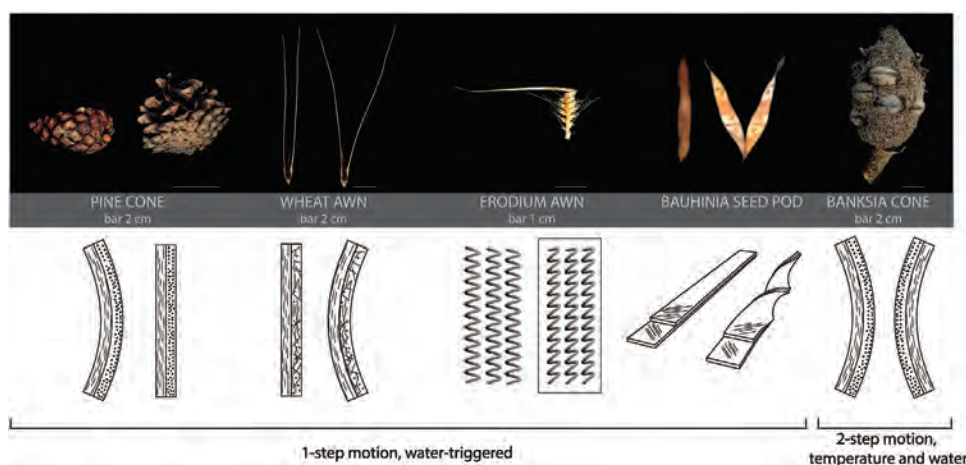 PINE CONE
bar 2 cm
WHEAT AWN
bar 2 cm
ERODIUM AWN
bar 1 cm
BAUHINIA SEED POD
BANKSIA CONE
bar 2 cm
1-step motion, water-triggered
2-step motion,
temperature and water